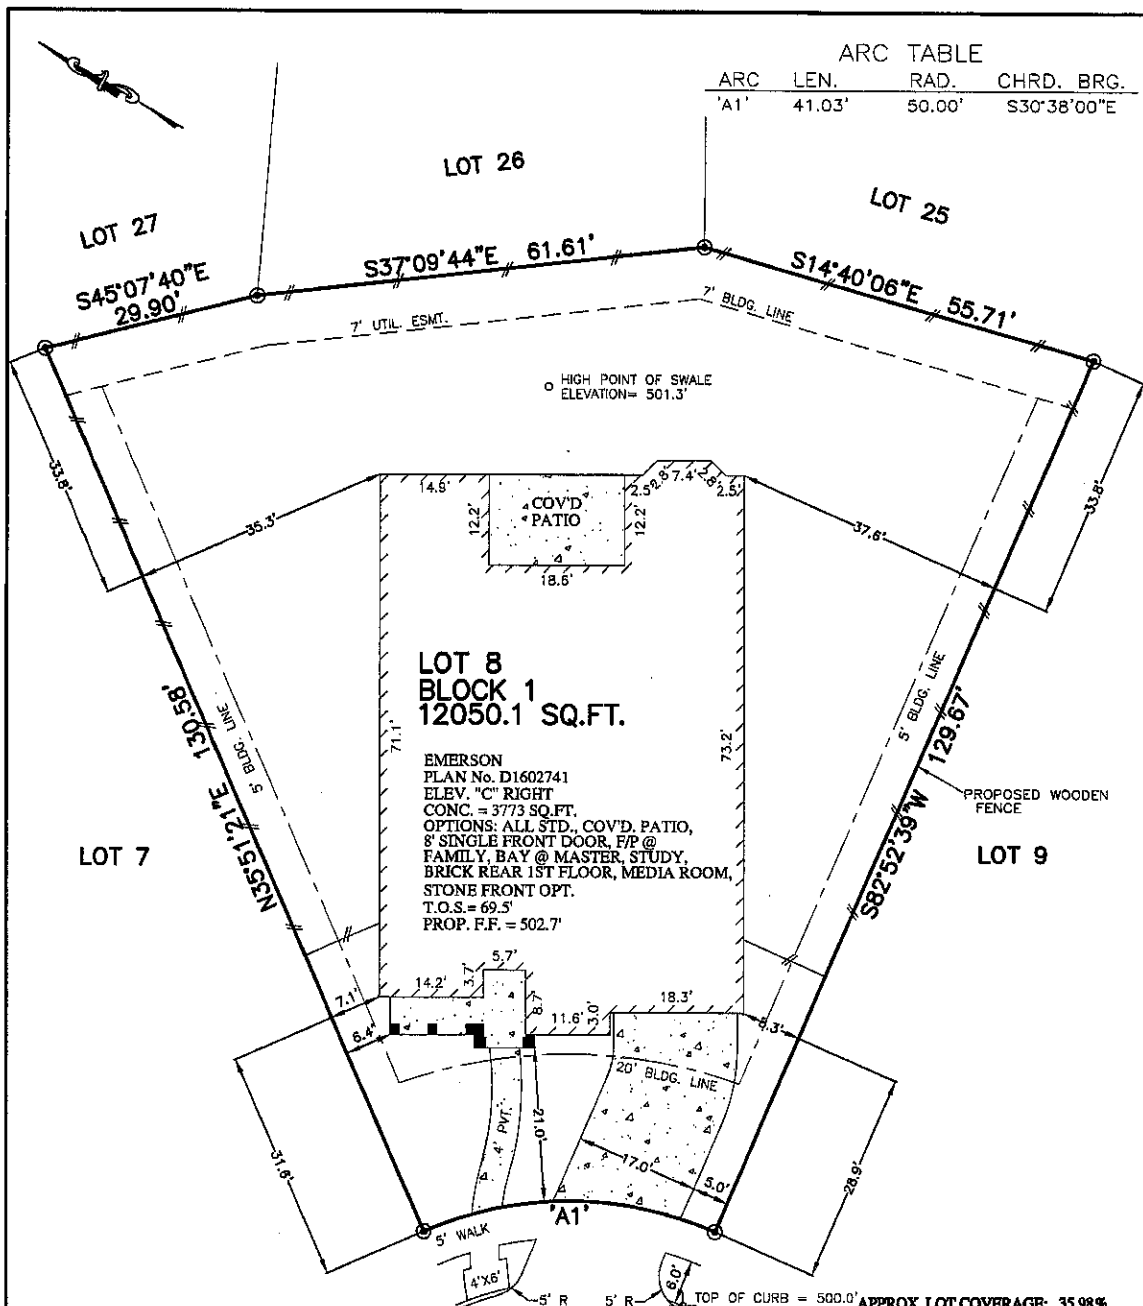 ARC TABLE
ARC LEN. RAD. CHRD. BRG.
'A1' 41.03' 50.00' S30°38'00"E
LOT 26
LOT 25
LOT 27
S45°07'40"E
29.90'
S37°09'44"E 61.61'
S14°40'06"E 55.71'
7' UTIL. ESMT.
7' BLDG. LINE
HIGH POINT OF SWALE
ELEVATION= 501.3'
33.8'
35.3'
14.9'
12.2'
COV'D
PATIO
12.2'
18.6'
2.5'
2.8'
7.4'
2.8'
2.5'
37.6'
33.8'
LOT 8
BLOCK 1
12050.1 SQ.FT.
71.1'
73.2'
EMERSON
PLAN No. D1602741
ELEV. "C" RIGHT
CONC. = 3773 SQ.FT.
OPTIONS: ALL STD., COV'D. PATIO,
8' SINGLE FRONT DOOR, F/P @
FAMILY, BAY @ MASTER, STUDY,
BRICK REAR 1ST FLOOR, MEDIA ROOM,
STONE FRONT OPT.
T.O.S.= 69.5'
PROP. F.F. = 502.7'
N35°51'21"E 130.58'
5' BLDG. LINE
5' BLDG. LINE
S82°52'39"W 129.67'
PROPOSED WOODEN
FENCE
LOT 7
LOT 9
5.7'
14.2'
3.7'
8.7'
11.6'
3.0'
18.3'
7.1'
6.4'
8.3'
20' BLDG. LINE
4' PVT.
21.0'
17.0'
5.0'
31.6'
28.9'
'A1'
5' WALK
4'X6'
5' R
5' R
6.0'
TOP OF CURB = 500.0'
APPROX LOT COVERAGE: 35.98%